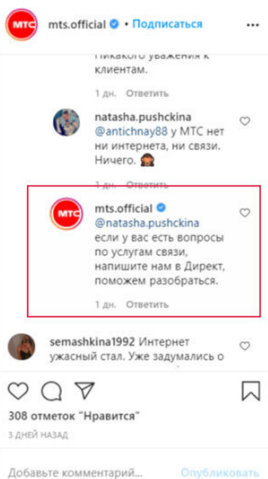 МТС
mts.official • Подписаться
никакого уважения к
клиентам.
1 дн. Ответить
natasha.pushckina
@antichnay88 у МТС нет
ни интернета, ни связи.
Ничего. 🙈
1 дн. Ответить
МТС
mts.official
@natasha.pushckina
если у вас есть вопросы
по услугам связи,
напишите нам в Директ,
поможем разобраться.
1 дн. Ответить
semashkina1992 Интернет
ужасный стал. Уже задумались о
308 отметок "Нравится"
3 ДНЕЙ НАЗАД
Добавьте комментарий... Опубликовать